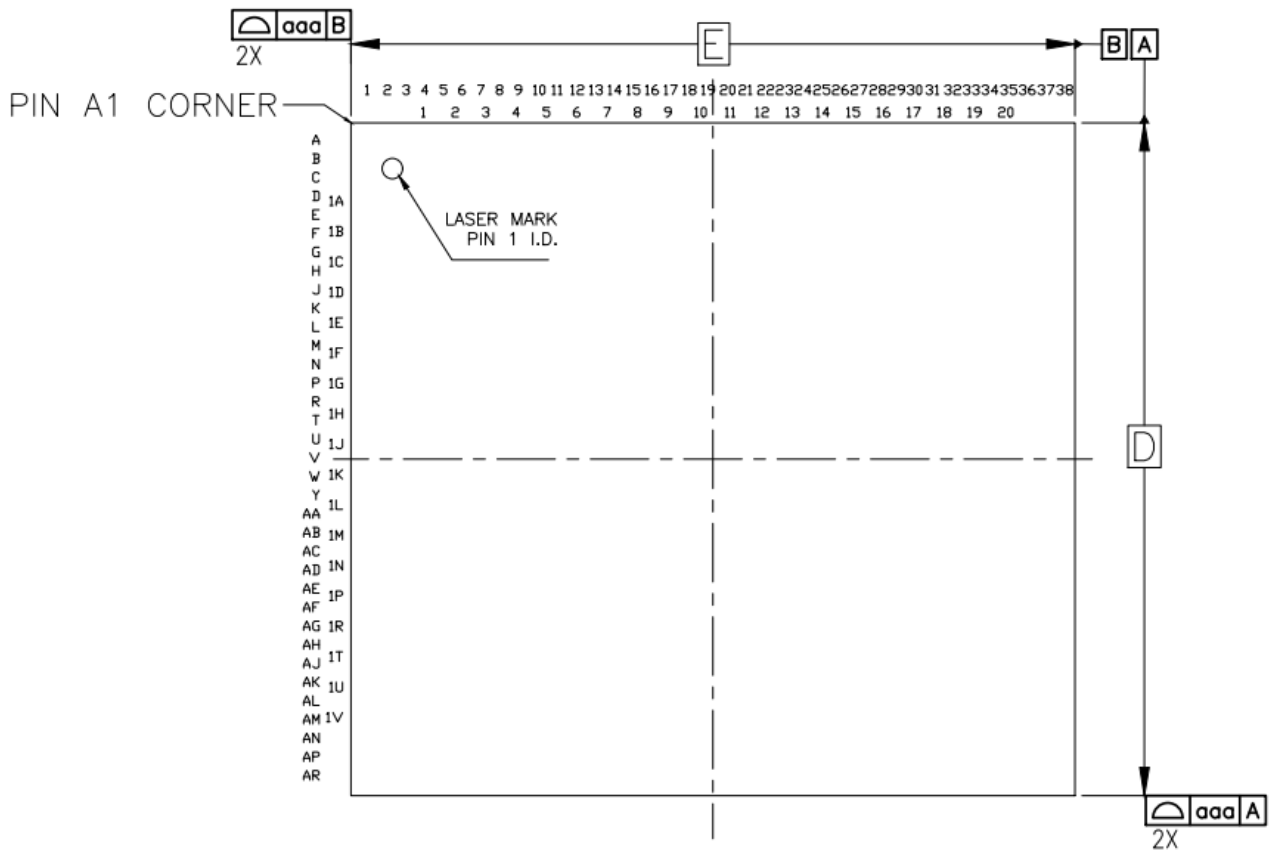 aaa B
2X
E
B A
1 2 3 4 5 6 7 8 9 10 11 12 13 14 15 16 17 18 19 20 21 22 23 24 25 26 27 28 29 30 31 32 33 34 35 36 37 38
PIN A1 CORNER
1 2 3 4 5 6 7 8 9 10 11 12 13 14 15 16 17 18 19 20
A
B
C
D 1A
E
F 1B
G
H 1C
J 1D
K
L 1E
M
N 1F
P 1G
R
T 1H
U 1J
V
W 1K
Y
AA 1L
AB 1M
AC
AD 1N
AE
AF 1P
AG 1R
AH
AJ 1T
AK 1U
AL
AM 1V
AN
AP
AR
LASER MARK
PIN 1 I.D.
D
aaa A
2X